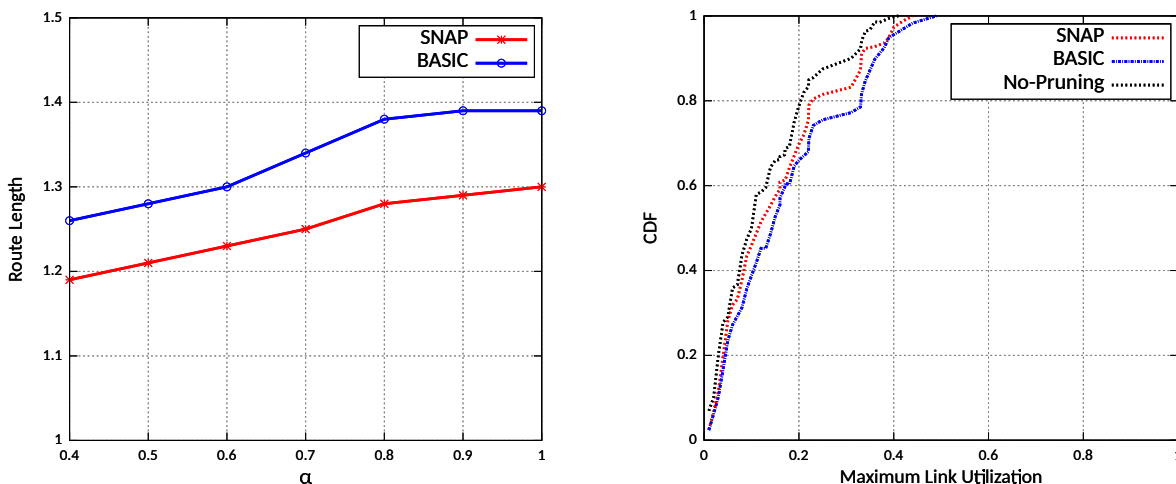 1.5
1.4
1.3
1.2
1.1
1
0.4 0.5 0.6 0.7 0.8 0.9 1
Route Length
α
SNAP
BASIC
1
0.8
0.6
0.4
0.2
0
0 0.2 0.4 0.6 0.8
CDF
Maximum Link Utilization
SNAP
BASIC
No-Pruning